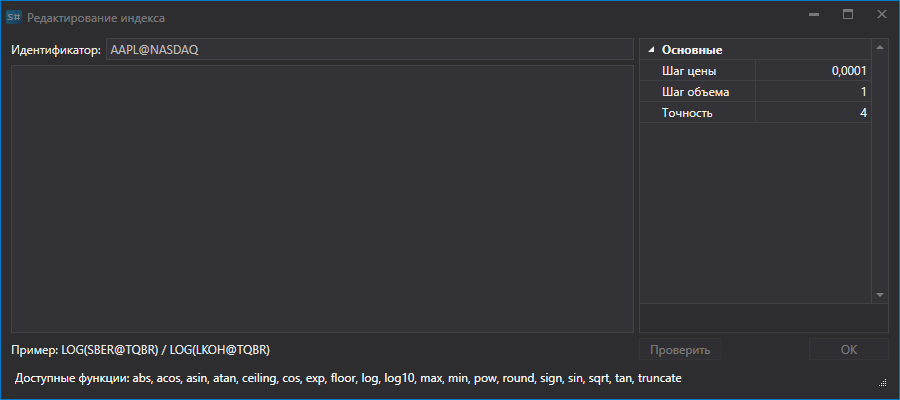 S# Редактирование индекса
Идентификатор: AAPL@NASDAQ
Основные
Шаг цены 0,0001
Шаг объема 1
Точность 4
Пример: LOG(SBER@TQBR) / LOG(LKOH@TQBR)
Проверить OK
Доступные функции: abs, acos, asin, atan, ceiling, cos, exp, floor, log, log10, max, min, pow, round, sign, sin, sqrt, tan, truncate